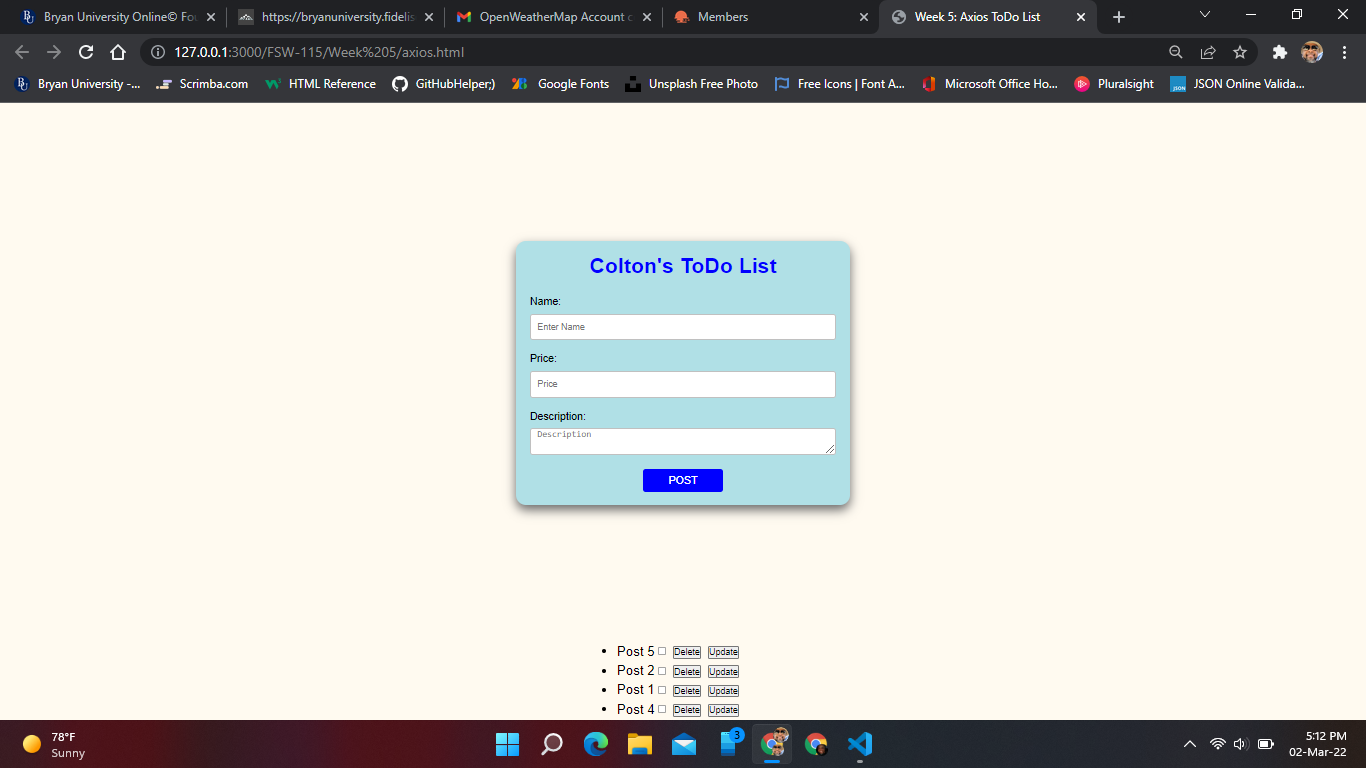 Bryan University Online© Fou
https://bryanuniversity.fidelis
OpenWeatherMap Account c
Members
Week 5: Axios ToDo List
127.0.0.1:3000/FSW-115/Week%205/axios.html
Bryan University -...
Scrimba.com
HTML Reference
GitHubHelper;)
Google Fonts
Unsplash Free Photo
Free Icons | Font A...
Microsoft Office Ho...
Pluralsight
JSON Online Valida...
Colton's ToDo List
Name:
Enter Name
Price:
Price
Description:
Description
POST
Post 5 Delete Update
Post 2 Delete Update
Post 1 Delete Update
Post 4 Delete Update
78°F
Sunny
3
5:12 PM
02-Mar-22